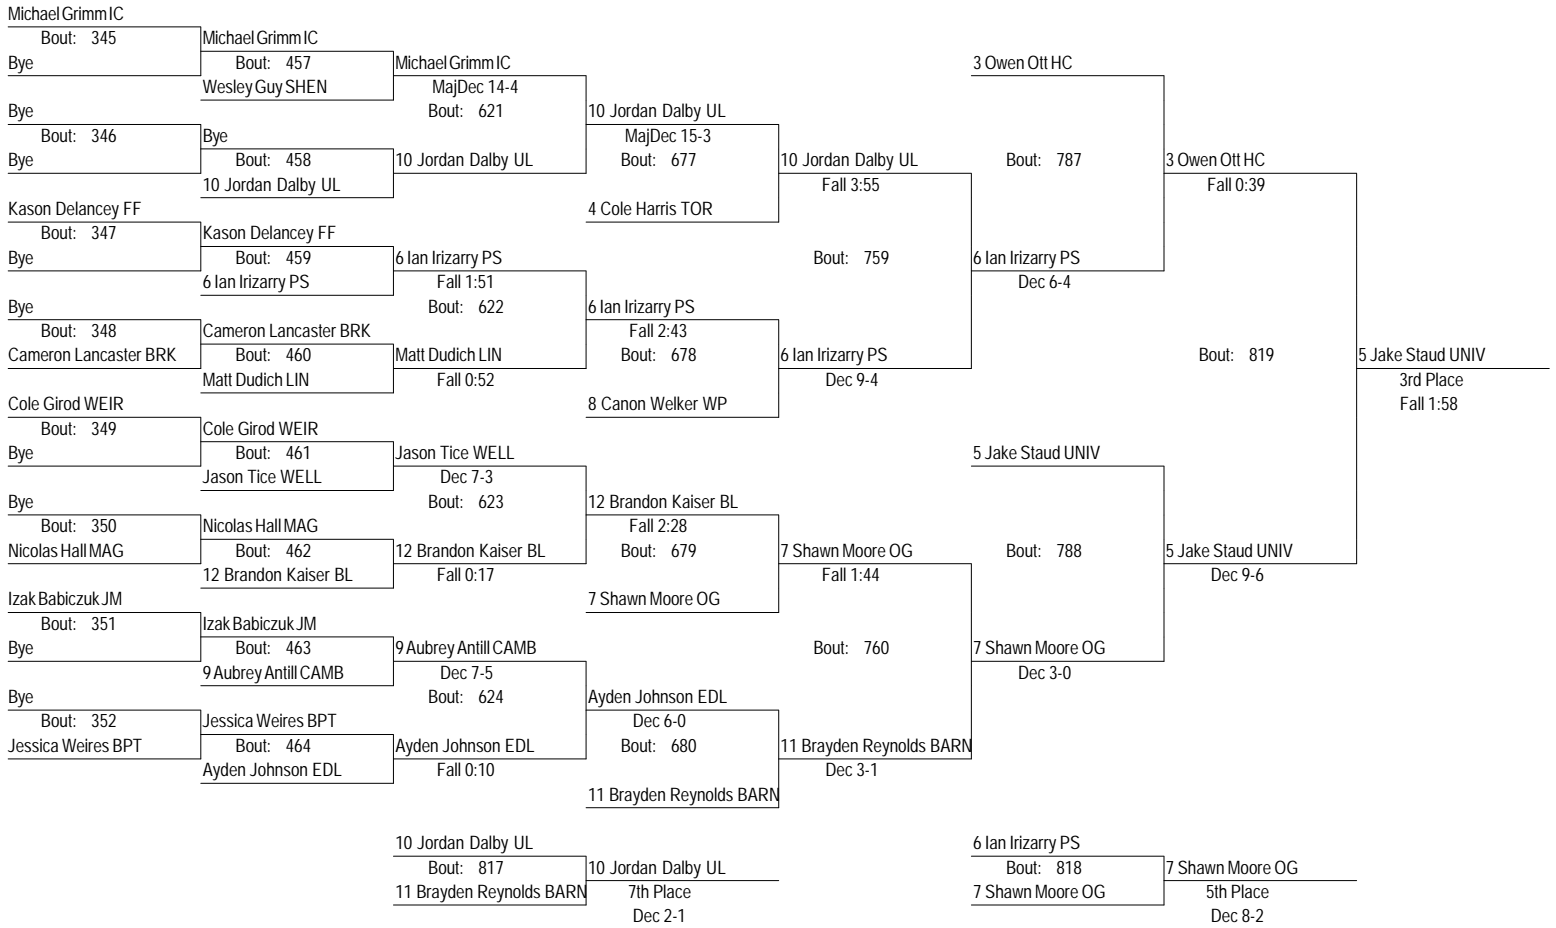 Michael Grimm IC
Bout: 345
Michael Grimm IC
Bye
Bout: 457
Michael Grimm IC
3 Owen Ott HC
Wesley Guy SHEN
MajDec 14-4
Bye
Bout: 621
10 Jordan Dalby UL
Bout: 346
Bye
MajDec 15-3
Bye
Bout: 458
10 Jordan Dalby UL
Bout: 677
10 Jordan Dalby UL
Bout: 787
3 Owen Ott HC
10 Jordan Dalby UL
Fall 3:55
Fall 0:39
Kason Delancey FF
4 Cole Harris TOR
Bout: 347
Kason Delancey FF
Bye
Bout: 459
6 Ian Irizarry PS
Bout: 759
6 Ian Irizarry PS
6 Ian Irizarry PS
Fall 1:51
Dec 6-4
Bye
Bout: 622
6 Ian Irizarry PS
Bout: 348
Cameron Lancaster BRK
Fall 2:43
Cameron Lancaster BRK
Bout: 460
Matt Dudich LIN
Bout: 678
6 Ian Irizarry PS
Bout: 819
5 Jake Staud UNIV
Matt Dudich LIN
Fall 0:52
Dec 9-4
3rd Place
Cole Girod WEIR
8 Canon Welker WP
Fall 1:58
Bout: 349
Cole Girod WEIR
Bye
Bout: 461
Jason Tice WELL
5 Jake Staud UNIV
Jason Tice WELL
Dec 7-3
Bye
Bout: 623
12 Brandon Kaiser BL
Bout: 350
Nicolas Hall MAG
Fall 2:28
Nicolas Hall MAG
Bout: 462
12 Brandon Kaiser BL
Bout: 679
7 Shawn Moore OG
Bout: 788
5 Jake Staud UNIV
12 Brandon Kaiser BL
Fall 0:17
Fall 1:44
Dec 9-6
Izak Babiczuk JM
7 Shawn Moore OG
Bout: 351
Izak Babiczuk JM
Bye
Bout: 463
9 Aubrey Antill CAMB
Bout: 760
7 Shawn Moore OG
9 Aubrey Antill CAMB
Dec 7-5
Dec 3-0
Bye
Bout: 624
Ayden Johnson EDL
Bout: 352
Jessica Weires BPT
Dec 6-0
Jessica Weires BPT
Bout: 464
Ayden Johnson EDL
Bout: 680
11 Brayden Reynolds BARN
Ayden Johnson EDL
Fall 0:10
Dec 3-1
11 Brayden Reynolds BARN
10 Jordan Dalby UL
6 Ian Irizarry PS
Bout: 817
10 Jordan Dalby UL
Bout: 818
7 Shawn Moore OG
11 Brayden Reynolds BARN
7th Place
7 Shawn Moore OG
5th Place
Dec 2-1
Dec 8-2